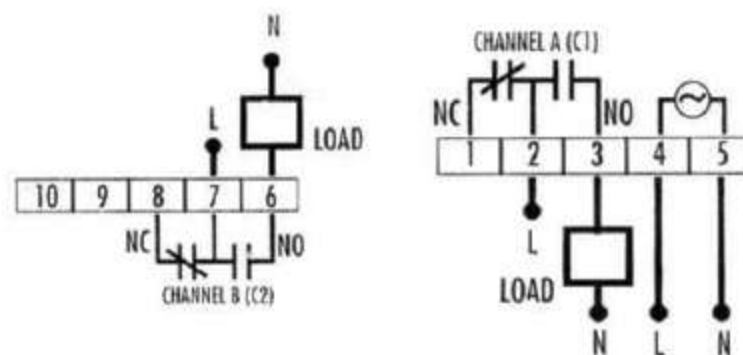 N
L
LOAD
10 9 8 7 6
NC
NO
CHANNEL B (C2)
CHANNEL A (C1)
NC
NO
1 2 3 4 5
L
LOAD
N
L
N